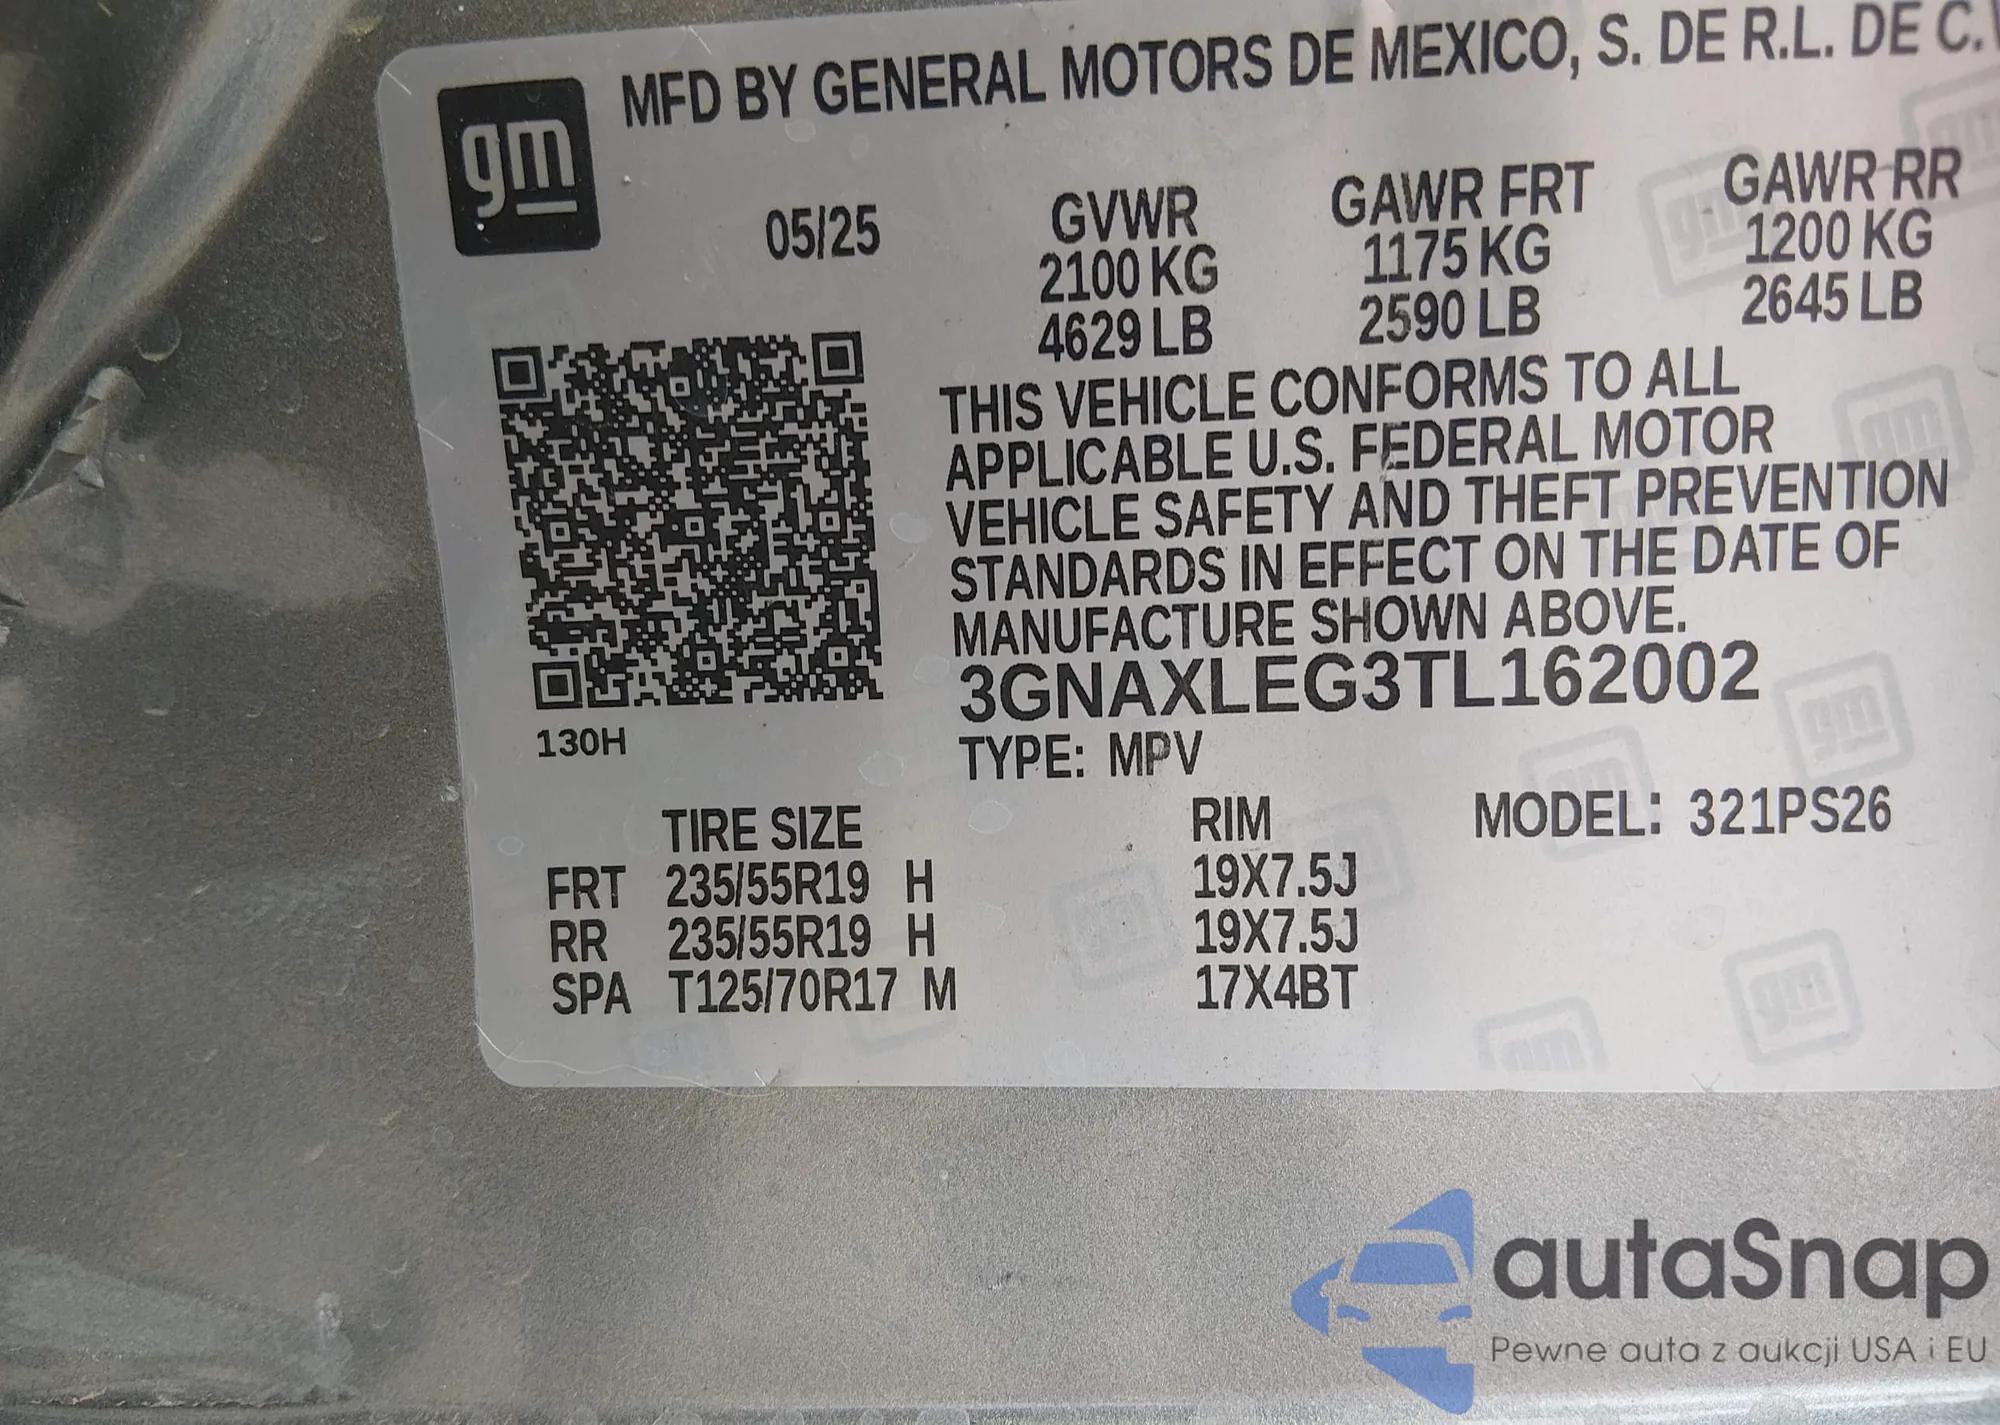 gm
MFD BY GENERAL MOTORS DE MEXICO, S. DE R.L. DE C.V
05/25
GVWR GAWR FRT GAWR RR
2100 KG 1175 KG 1200 KG
4629 LB 2590 LB 2645 LB
THIS VEHICLE CONFORMS TO ALL
APPLICABLE U.S. FEDERAL MOTOR
VEHICLE SAFETY AND THEFT PREVENTION
STANDARDS IN EFFECT ON THE DATE OF
MANUFACTURE SHOWN ABOVE.
3GNAXLEG3TL162002
130H
TYPE: MPV
TIRE SIZE RIM MODEL: 321PS26
FRT 235/55R19 H 19X7.5J
RR 235/55R19 H 19X7.5J
SPA T125/70R17 M 17X4BT
autaSnap
Pewne auta z aukcji USA i EU